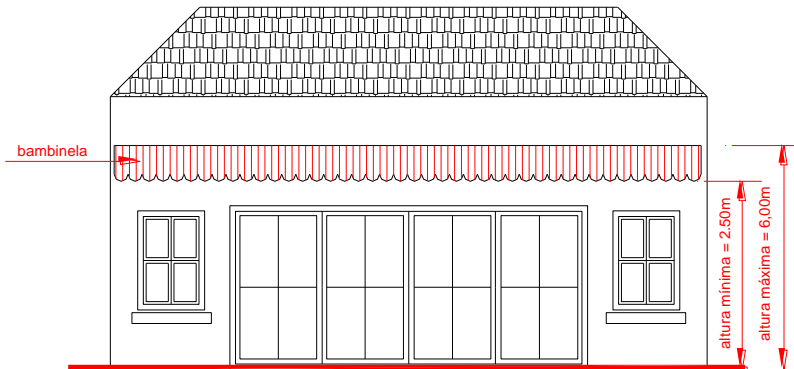 bambinela
altura mínima = 2.50m
altura máxima = 6,00m